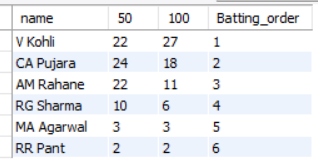 name 50 100 Batting_order
V Kohli 22 27 1
CA Pujara 24 18 2
AM Rahane 22 11 3
RG Sharma 10 6 4
MA Agarwal 3 3 5
RR Pant 2 2 6